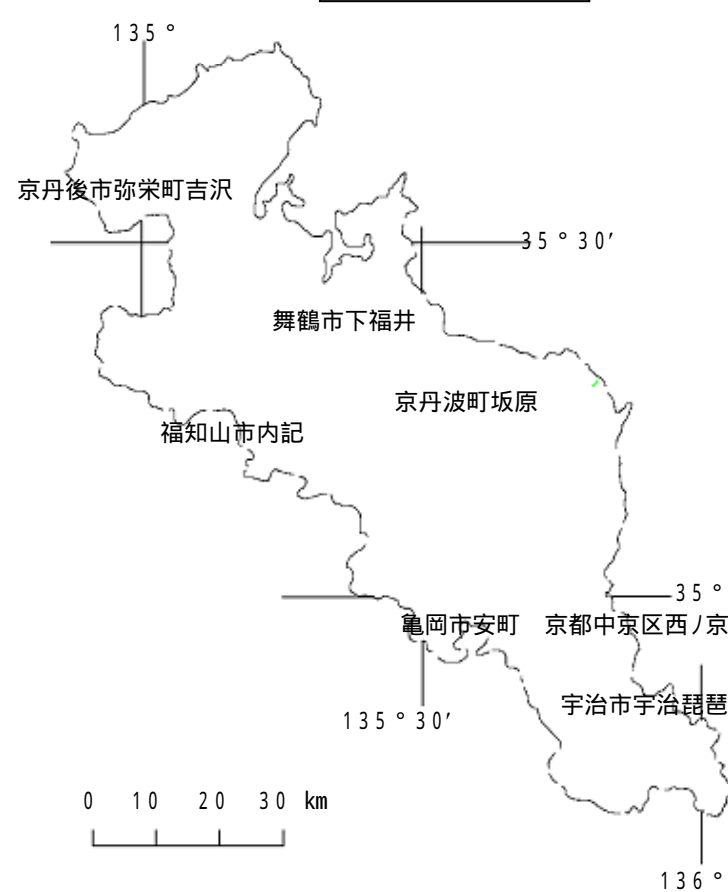 135°
京丹後市弥栄町吉沢
35°30′
舞鶴市下福井
京丹波町坂原
福知山市内記
35°
亀岡市安町
京都中京区西ノ京
宇治市宇治琵琶
135°30′
0 10 20 30 km
136°